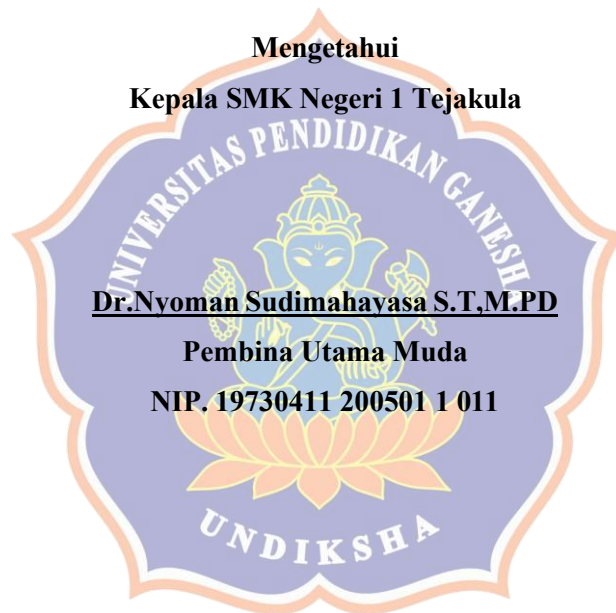 Mengetahui
Kepala SMK Negeri 1 Tejakula
UNIVERSITAS PENDIDIKAN GANESHA
Dr.Nyoman Sudimahayasa S.T,M.PD
Pembina Utama Muda
NIP. 19730411 200501 1 011
UNDIKSHA